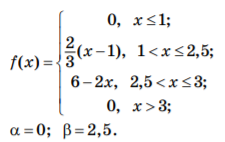 0, x ≤ 1;
2/3(x−1), 1 < x ≤ 2,5;
f(x) =
6−2x, 2,5 < x ≤ 3;
0, x > 3;
α = 0; β = 2,5.